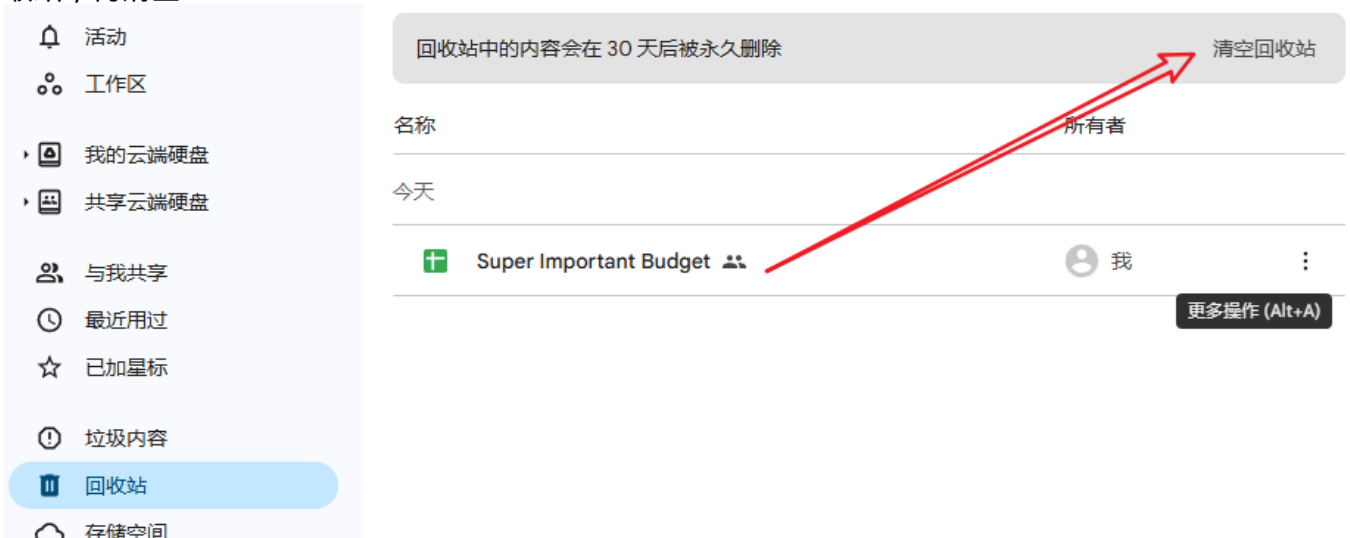 活动
工作区
我的云端硬盘
共享云端硬盘
与我共享
最近用过
已加星标
垃圾内容
回收站
存储空间
回收站中的内容会在 30 天后被永久删除 清空回收站
名称 所有者
今天
Super Important Budget 我
更多操作 (Alt+A)